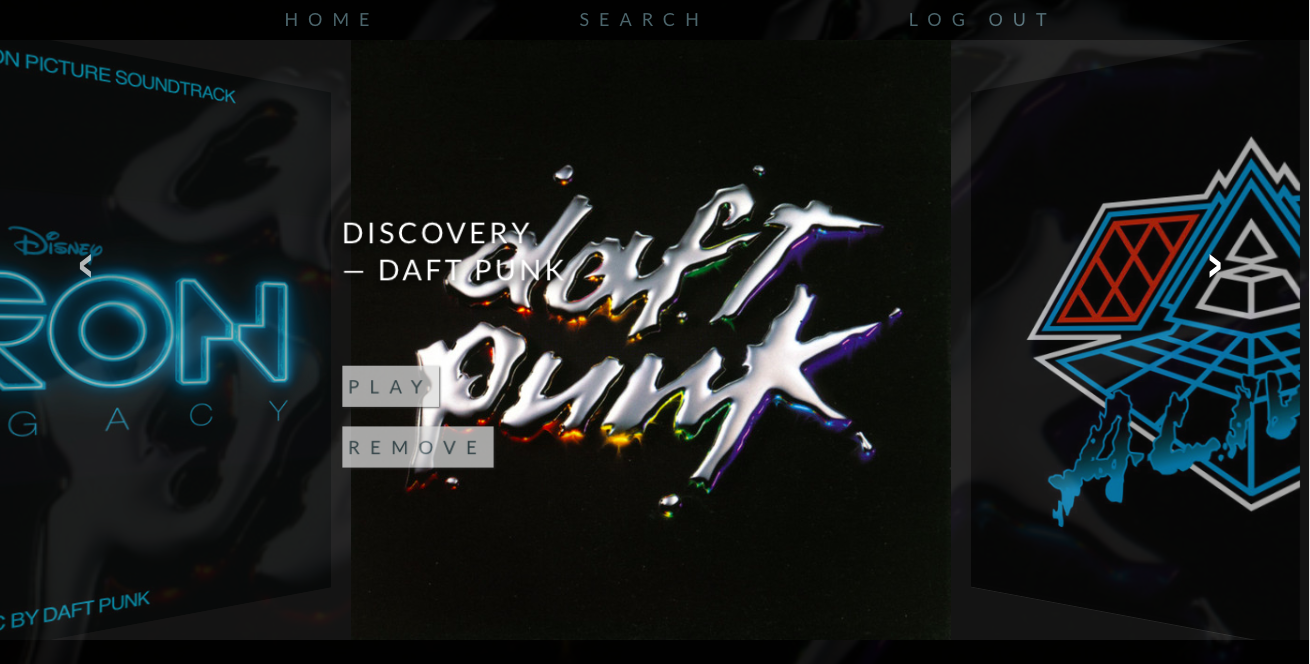 HOME SEARCH LOG OUT
ON PICTURE SOUNDTRACK
DISNEY
RON
G A C Y
C BY DAFT PUNK
‹
DISCOVERY
— DAFT PUNK
PLAY
REMOVE
daft
punk
›
ALIVE